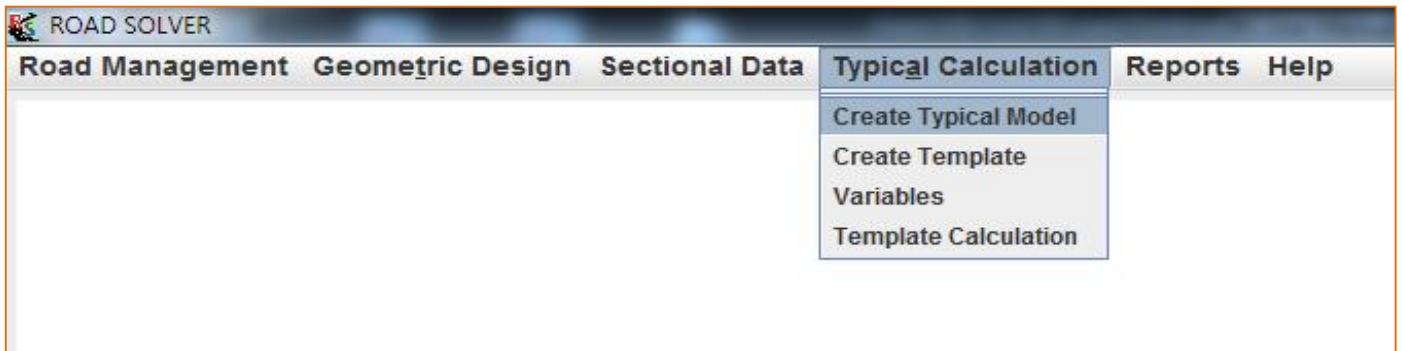 ROAD SOLVER
Road Management Geometric Design Sectional Data Typical Calculation Reports Help
Create Typical Model
Create Template
Variables
Template Calculation